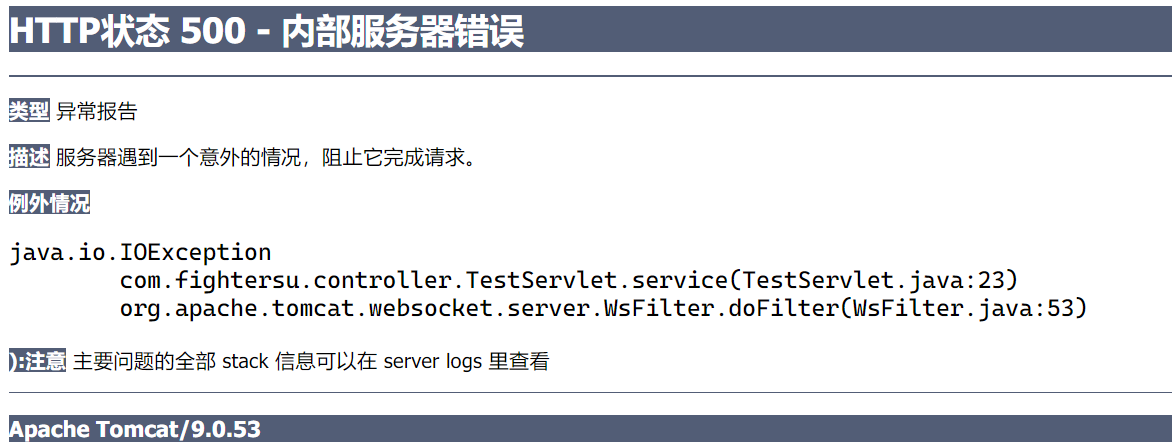 HTTP状态 500 - 内部服务器错误
类型 异常报告
描述 服务器遇到一个意外的情况，阻止它完成请求。
例外情况
java.io.IOException
com.fightersu.controller.TestServlet.service(TestServlet.java:23)
org.apache.tomcat.websocket.server.WsFilter.doFilter(WsFilter.java:53)
):注意 主要问题的全部 stack 信息可以在 server logs 里查看
Apache Tomcat/9.0.53